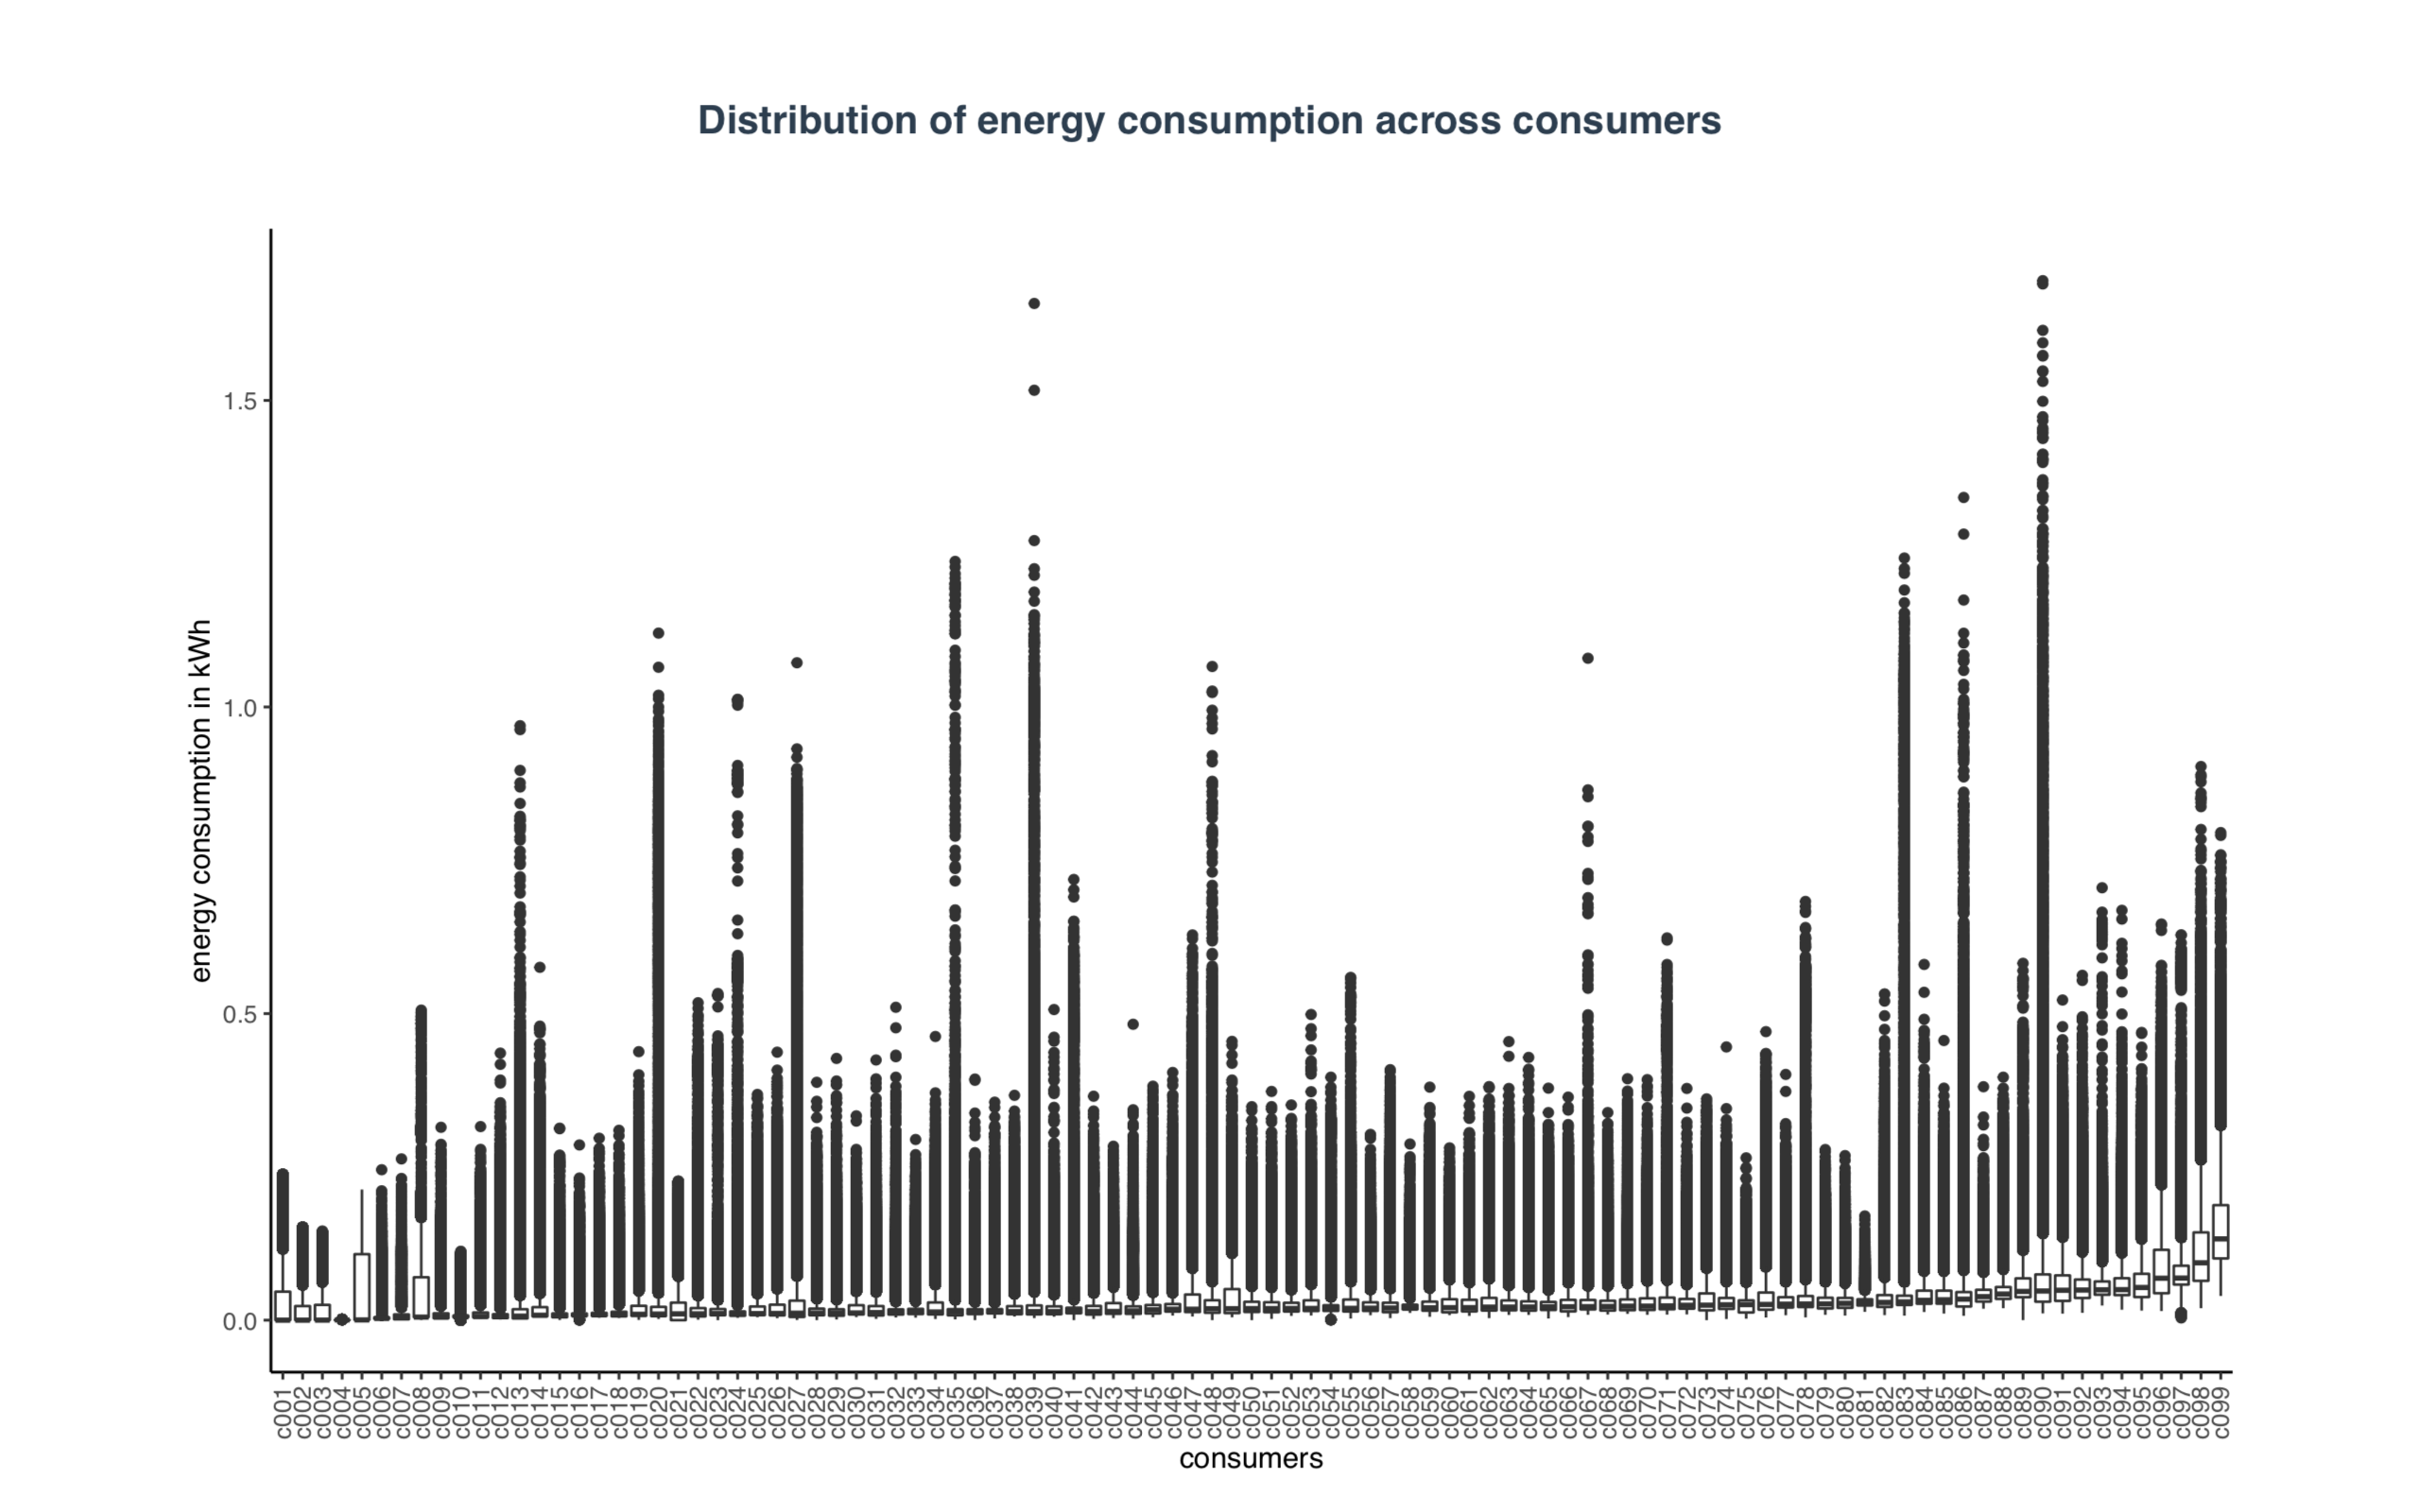 Distribution of energy consumption across consumers
energy consumption in kWh
1.5
1.0
0.5
0.0
c001 c002 c003 c004 c005 c006 c007 c008 c009 c010 c011 c012 c013 c014 c015 c016 c017 c018 c019 c020 c021 c022 c023 c024 c025 c026 c027 c028 c029 c030 c031 c032 c033 c034 c035 c036 c037 c038 c039 c040 c041 c042 c043 c044 c045 c046 c047 c048 c049 c050 c051 c052 c053 c054 c055 c056 c057 c058 c059 c060 c061 c062 c063 c064 c065 c066 c067 c068 c069 c070 c071 c072 c073 c074 c075 c076 c077 c078 c079 c080 c081 c082 c083 c084 c085 c086 c087 c088 c089 c090 c091 c092 c093 c094 c095 c096 c097 c098 c099
consumers